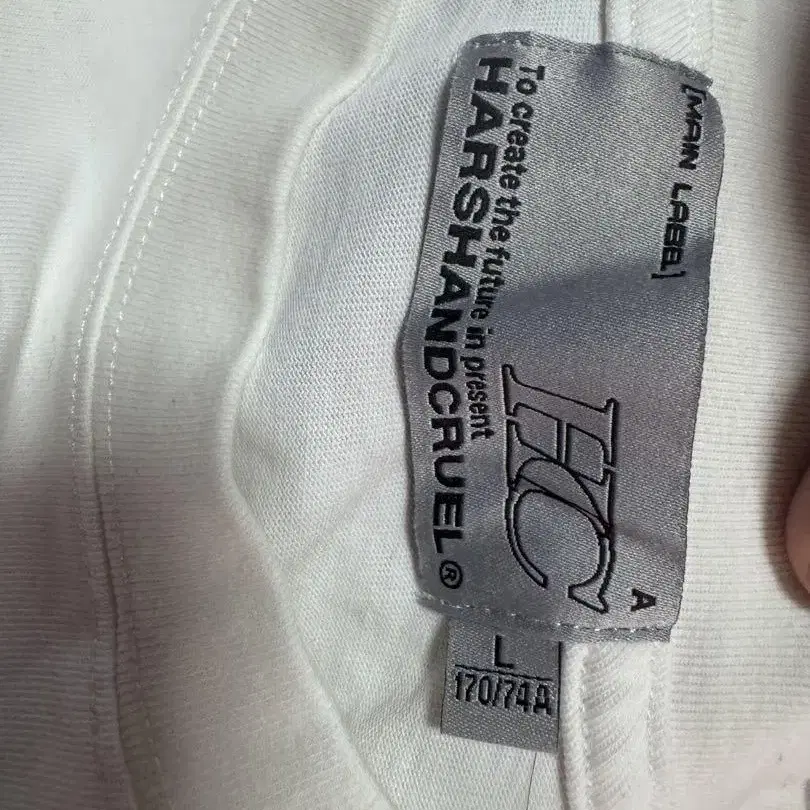 [MAIN LABEL]
HC
A
To create the future in present
HARSHANDCRUEL®
L
170/74A